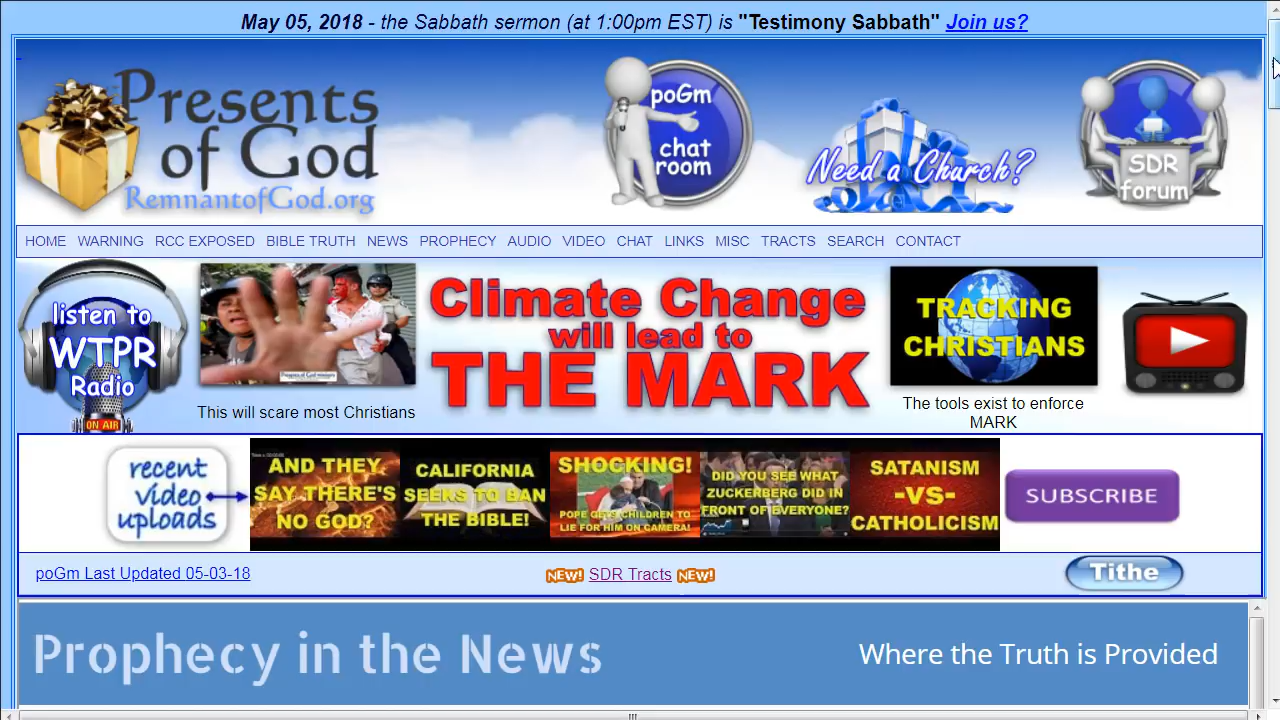 May 05, 2018 - the Sabbath sermon (at 1:00pm EST) is "Testimony Sabbath" Join us?
Presents
of God
RemnantofGod.org
poGm
chat
room
Need a Church?
SDR
forum
HOME WARNING RCC EXPOSED BIBLE TRUTH NEWS PROPHECY AUDIO VIDEO CHAT LINKS MISC TRACTS SEARCH CONTACT
listen to
WTPR
Radio
ON AIR
Presents of God ministry
This will scare most Christians
Climate Change
will lead to
THE MARK
TRACKING
CHRISTIANS
The tools exist to enforce
MARK
recent
video
uploads
AND THEY
SAY THERE'S
NO GOD?
CALIFORNIA
SEEKS TO BAN
THE BIBLE!
SHOCKING!
POPE GETS CHILDREN TO
LIE FOR HIM ON CAMERA!
DID YOU SEE WHAT
ZUCKERBERG DID IN
FRONT OF EVERYONE?
SATANISM
-VS-
CATHOLICISM
SUBSCRIBE
poGm Last Updated 05-03-18
NEW! SDR Tracts NEW!
Tithe
Prophecy in the News
Where the Truth is Provided